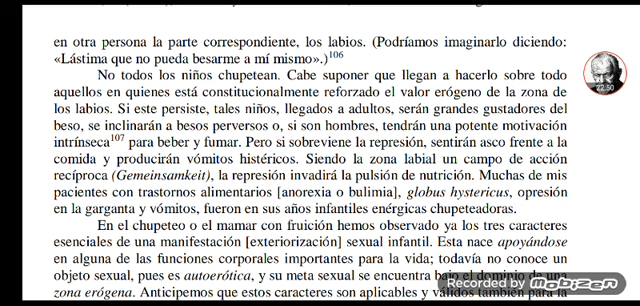 en otra persona la parte correspondiente, los labios. (Podríamos imaginarlo diciendo:
«Lástima que no pueda besarme a mí mismo».)106
No todos los niños chupetean. Cabe suponer que llegan a hacerlo sobre todo
aquellos en quienes está constitucionalmente reforzado el valor erógeno de la zona de
los labios. Si este persiste, tales niños, llegados a adultos, serán grandes gustadores del
beso, se inclinarán a besos perversos o, si son hombres, tendrán una potente motivación
intrínseca107 para beber y fumar. Pero si sobreviene la represión, sentirán asco frente a la
comida y producirán vómitos histéricos. Siendo la zona labial un campo de acción
recíproca (Gemeinsamkeit), la represión invadirá la pulsión de nutrición. Muchas de mis
pacientes con trastornos alimentarios [anorexia o bulimia], globus hystericus, opresión
en la garganta y vómitos, fueron en sus años infantiles enérgicas chupeteadoras.
En el chupeteo o el mamar con fruición hemos observado ya los tres caracteres
esenciales de una manifestación [exteriorización] sexual infantil. Esta nace apoyándose
en alguna de las funciones corporales importantes para la vida; todavía no conoce un
objeto sexual, pues es autoerótica, y su meta sexual se encuentra bajo el dominio de una
zona erógena. Anticipemos que estos caracteres son aplicables y válidos también para la
22:50
Recorded by mobizen